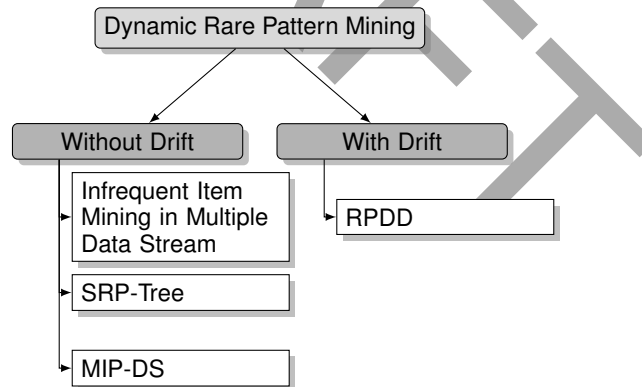 Dynamic Rare Pattern Mining
Without Drift
With Drift
Infrequent Item
Mining in Multiple
Data Stream
RPDD
SRP-Tree
MIP-DS